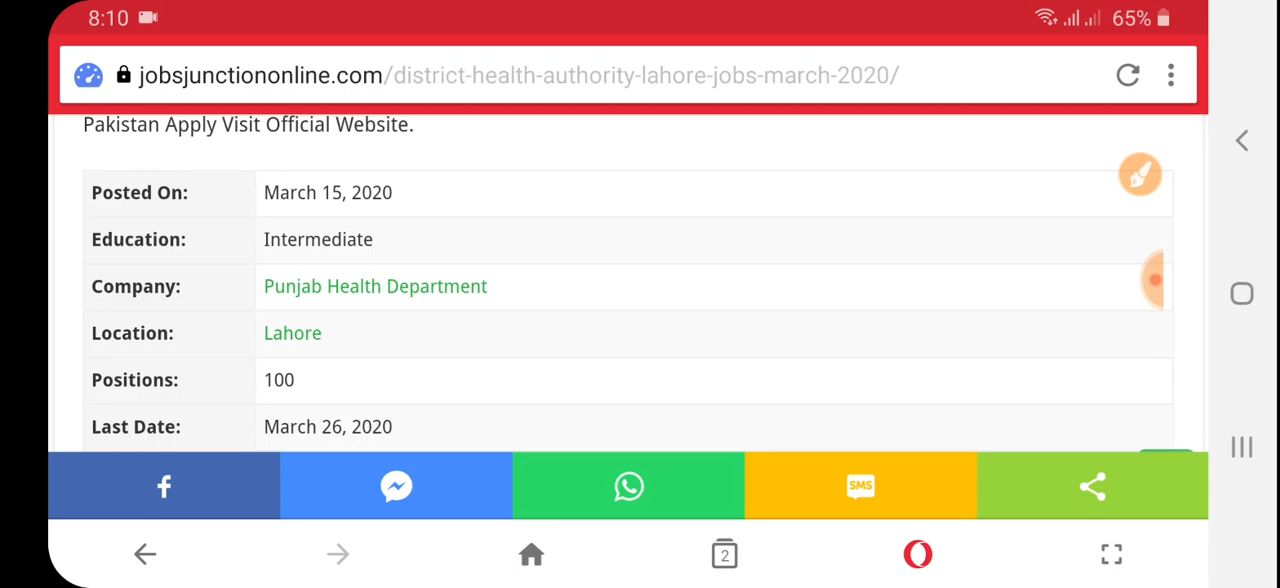 8:10 65%
jobsjunctiononline.com/district-health-authority-lahore-jobs-march-2020/
Pakistan Apply Visit Official Website.
Posted On: March 15, 2020
Education: Intermediate
Company: Punjab Health Department
Location: Lahore
Positions: 100
Last Date: March 26, 2020
f SMS
2